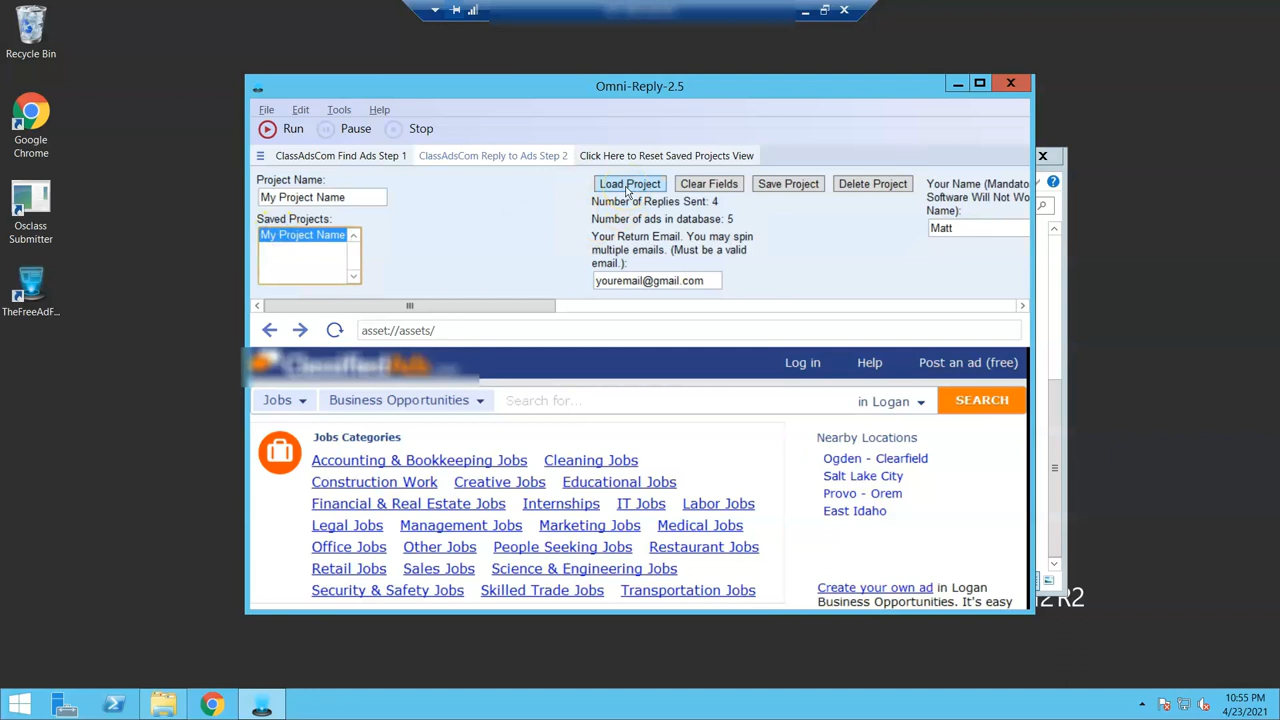 Recycle Bin
Google
Chrome
Osclass
Submitter
TheFreeAdF...
Omni-Reply-2.5
File Edit Tools Help
Run Pause Stop
ClassAdsCom Find Ads Step 1 ClassAdsCom Reply to Ads Step 2 Click Here to Reset Saved Projects View
Project Name:
My Project Name
Saved Projects:
My Project Name
Load Project Clear Fields Save Project Delete Project
Number of Replies Sent: 4
Number of ads in database: 5
Your Return Email. You may spin
multiple emails. (Must be a valid
email.):
youremail@gmail.com
Your Name (Mandato
Software Will Not Wo
Name):
Matt
asset://assets/
Log in Help Post an ad (free)
Jobs Business Opportunities Search for... in Logan SEARCH
Jobs Categories
Accounting & Bookkeeping Jobs Cleaning Jobs
Construction Work Creative Jobs Educational Jobs
Financial & Real Estate Jobs Internships IT Jobs Labor Jobs
Legal Jobs Management Jobs Marketing Jobs Medical Jobs
Office Jobs Other Jobs People Seeking Jobs Restaurant Jobs
Retail Jobs Sales Jobs Science & Engineering Jobs
Security & Safety Jobs Skilled Trade Jobs Transportation Jobs
Nearby Locations
Ogden - Clearfield
Salt Lake City
Provo - Orem
East Idaho
Create your own ad in Logan
Business Opportunities. It's easy
R2
10:55 PM
4/23/2021